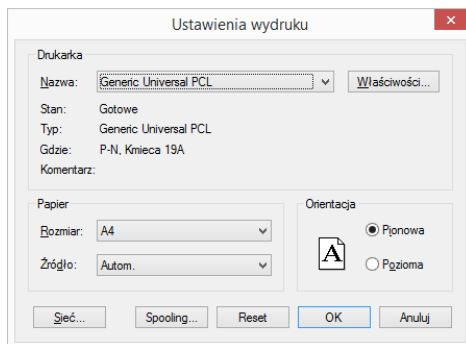 Ustawienia wydruku
Drukarka
Nazwa: Generic Universal PCL Właściwości...
Stan: Gotowe
Typ: Generic Universal PCL
Gdzie: P-N, Kmieca 19A
Komentarz:
Papier
Rozmiar: A4
Źródło: Autom.
Orientacja
A
Pionowa
Pozioma
Sieć... Spooling... Reset OK Anuluj